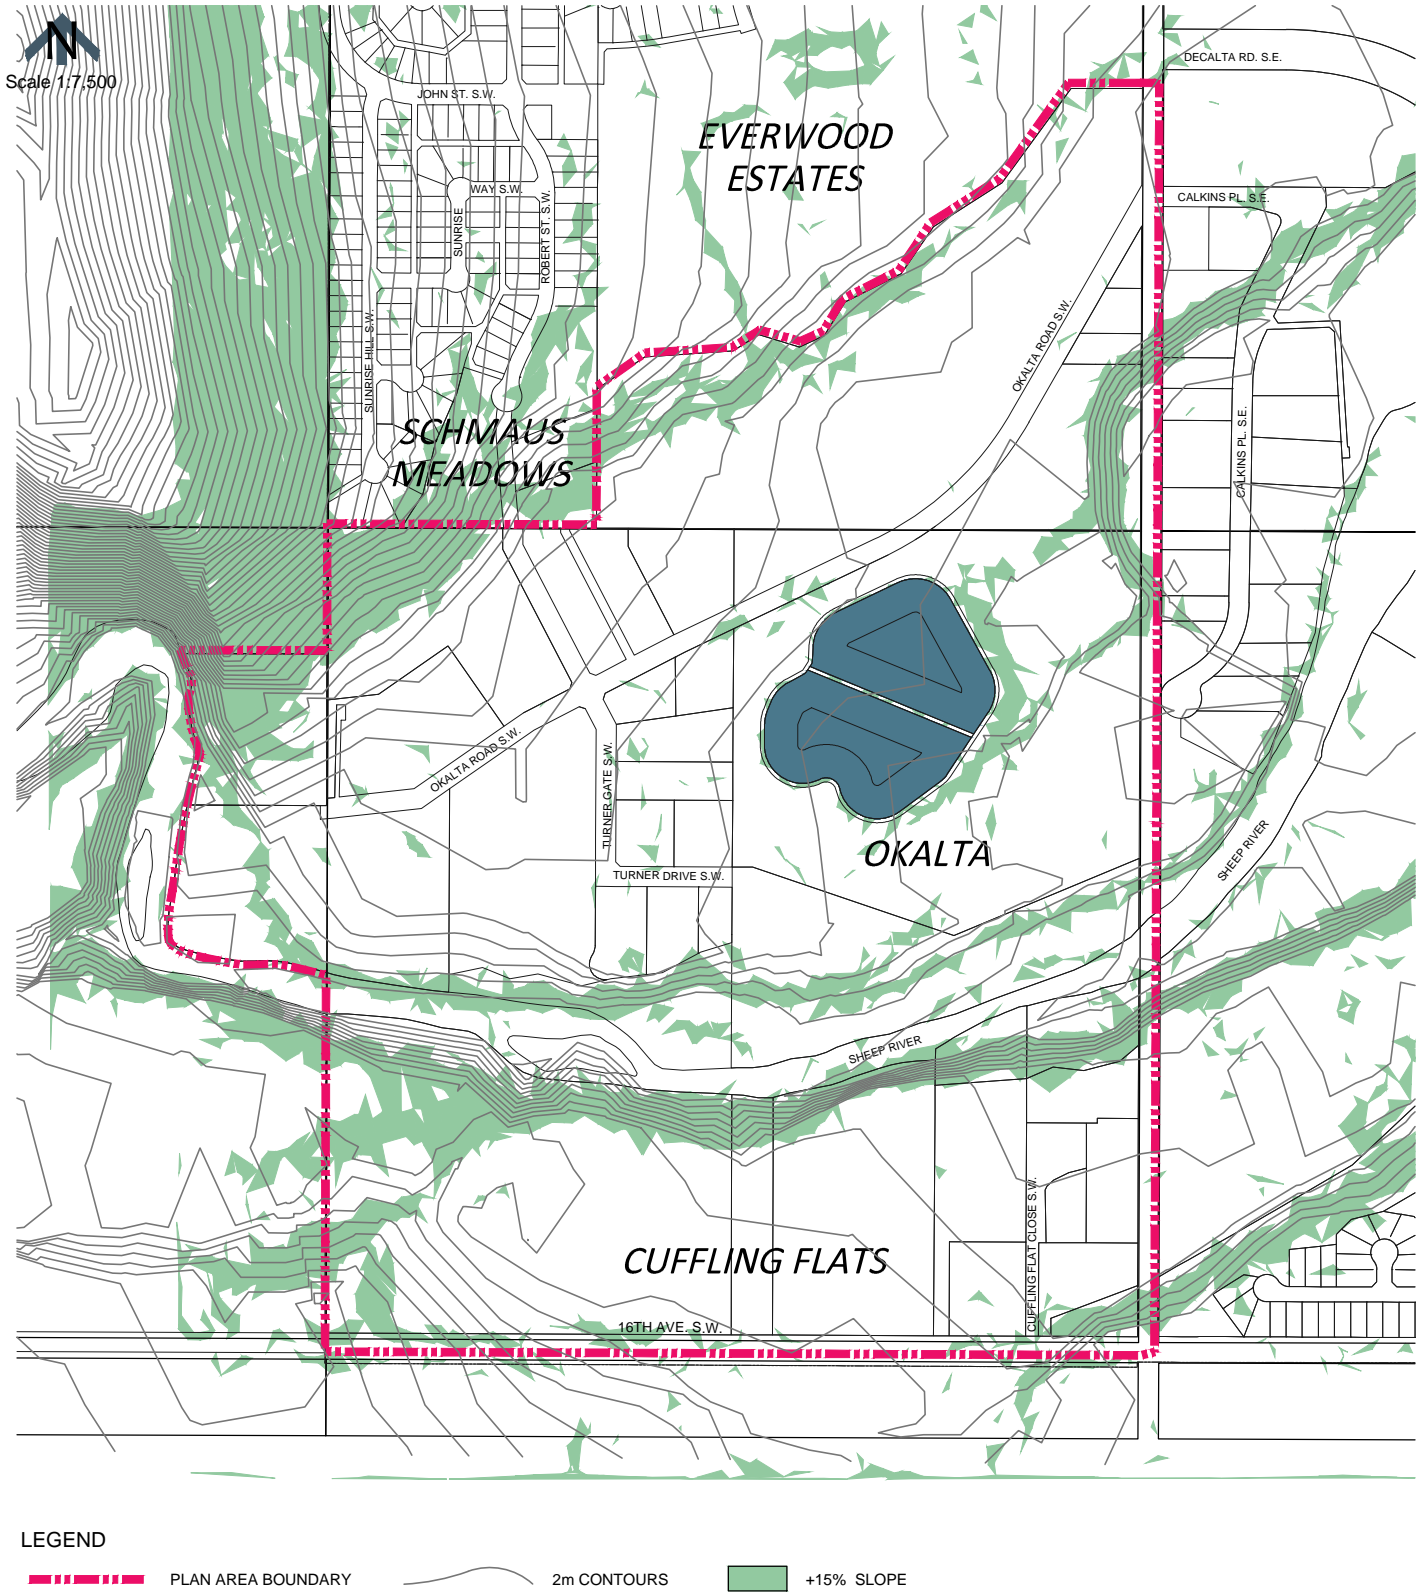 N
Scale 1:7,500
DECALTA RD. S.E.
JOHN ST. S.W.
EVERWOOD
ESTATES
WAY S.W.
SUNRISE
ROBERT ST. S.W.
CALKINS PL. S.E.
SUNRISE HILL S.W.
OKALTA ROAD S.W.
SCHMAUS
MEADOWS
CALKINS PL. S.E.
OKALTA ROAD S.W.
TURNER GATE S.W.
OKALTA
SHEEP RIVER
TURNER DRIVE S.W.
SHEEP RIVER
CUFFLING FLAT CLOSE S.W.
CUFFLING FLATS
16TH AVE. S.W.
LEGEND
PLAN AREA BOUNDARY
2m CONTOURS
+15% SLOPE